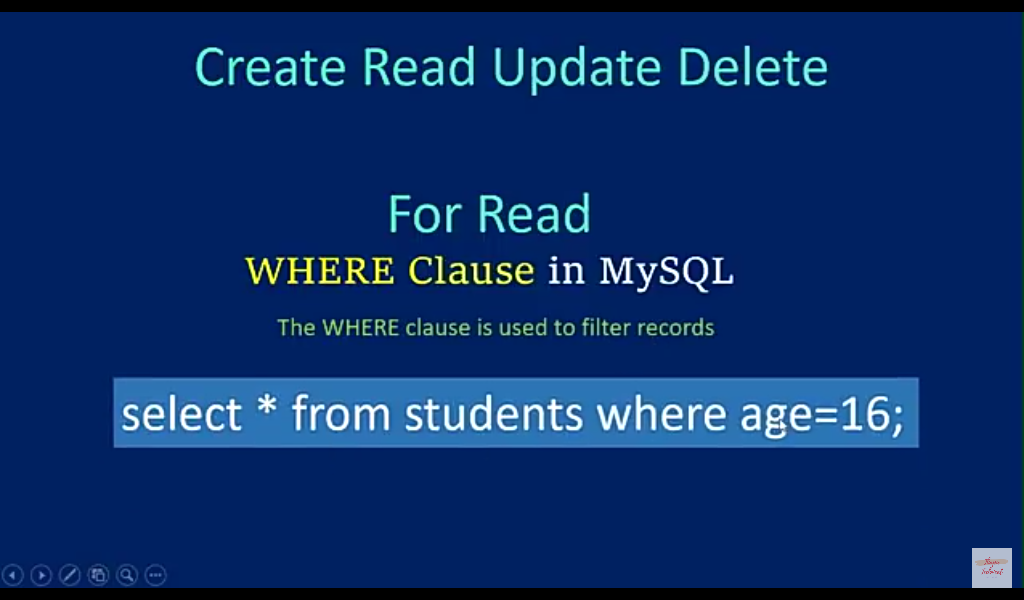 Create Read Update Delete
For Read
WHERE Clause in MySQL
The WHERE clause is used to filter records
select * from students where age=16;